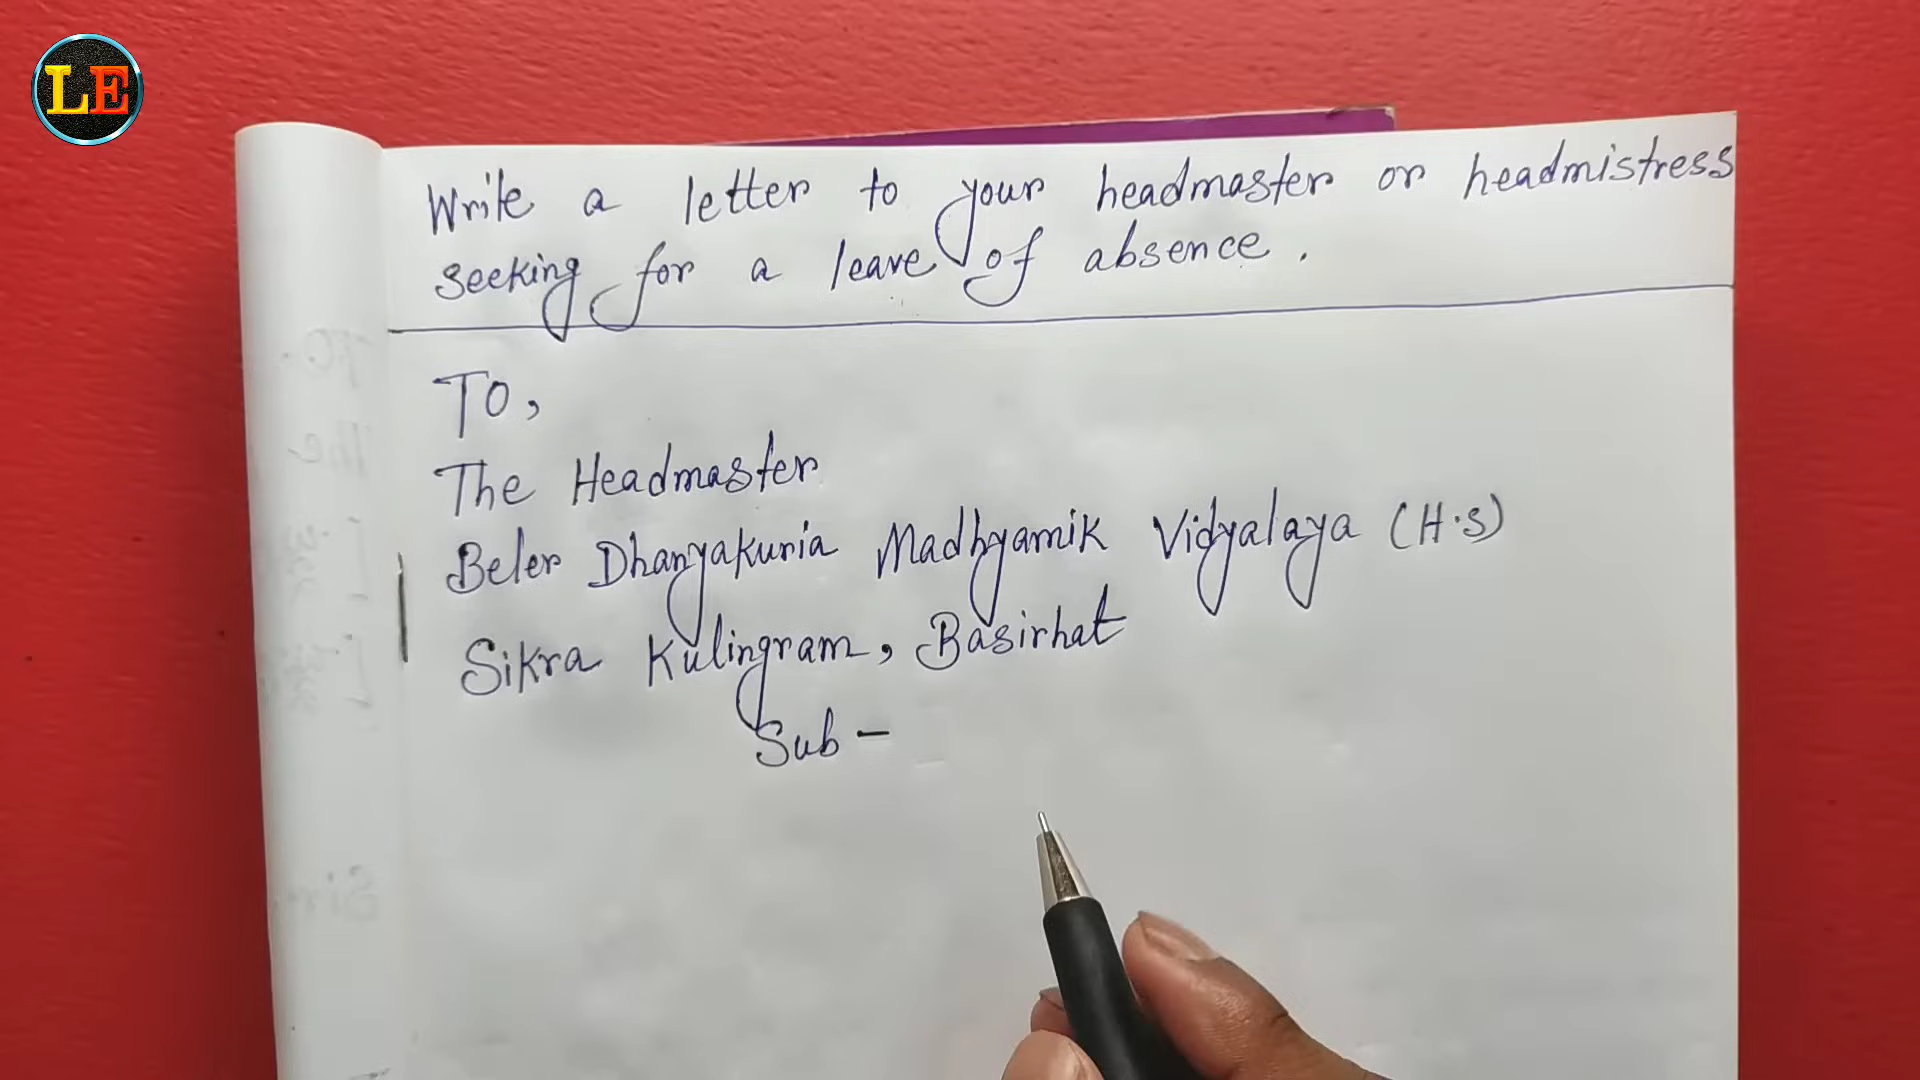 LE
Write a letter to your headmaster or headmistress
seeking for a leave of absence.
TO,
The Headmaster
Beler Dhanyakuria Madhyamik Vidyalaya (H.S)
Sikra Kulingram, Basirhat
Sub -